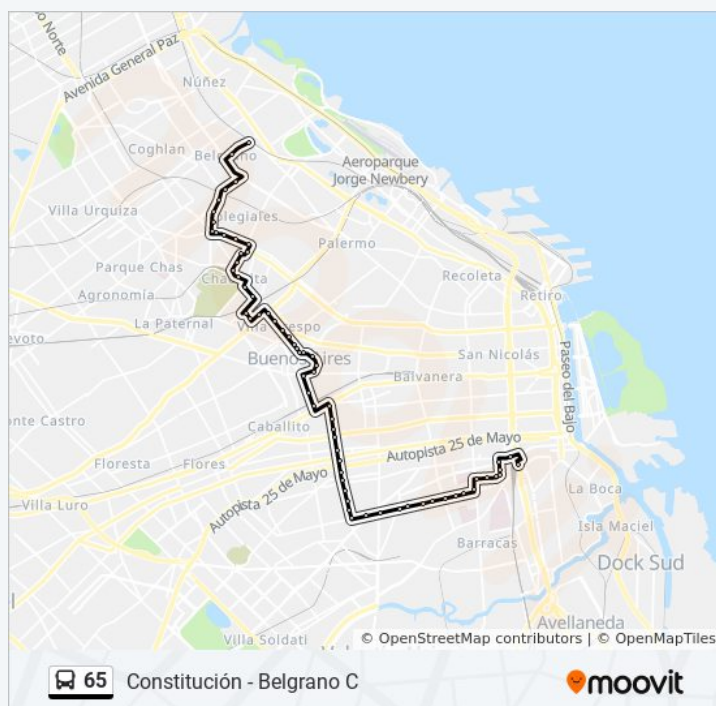 Norte
Avenida General Paz
Núñez
Coghlan
Belgrano
Aeroparque
Jorge Newbery
Villa Urquiza
Colegiales
Palermo
Parque Chas
Chacarita
Recoleta
Agronomía
Retiro
La Paternal
Villa Crespo
evoto
San Nicolás
Paseo del Bajo
Buenos Aires
Balvanera
onte Castro
Caballito
Autopista 25 de Mayo
Floresta
Flores
Autopista 25 de Mayo
La Boca
Villa Luro
Isla Maciel
Barracas
Dock Sud
Avellaneda
Villa Soldati
© OpenStreetMap contributors | © OpenMapTiles
65 Constitución - Belgrano C
moovit